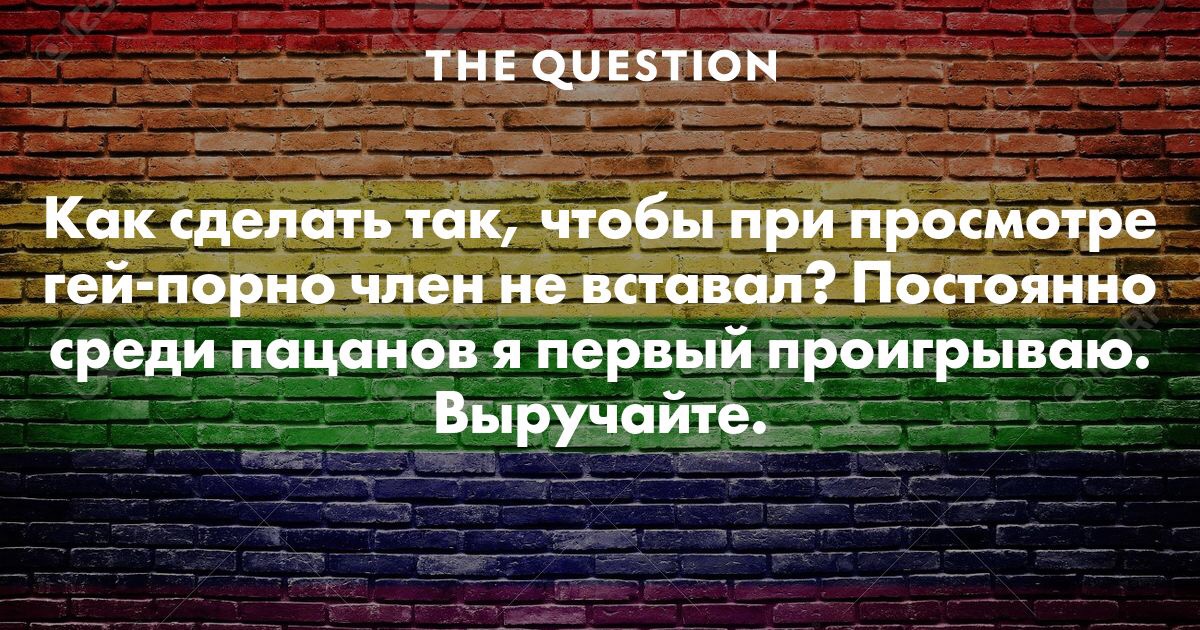 THE QUESTION
Как сделать так, чтобы при просмотре
гей-порно член не вставал? Постоянно
среди пацанов я первый проигрываю.
Выручайте.